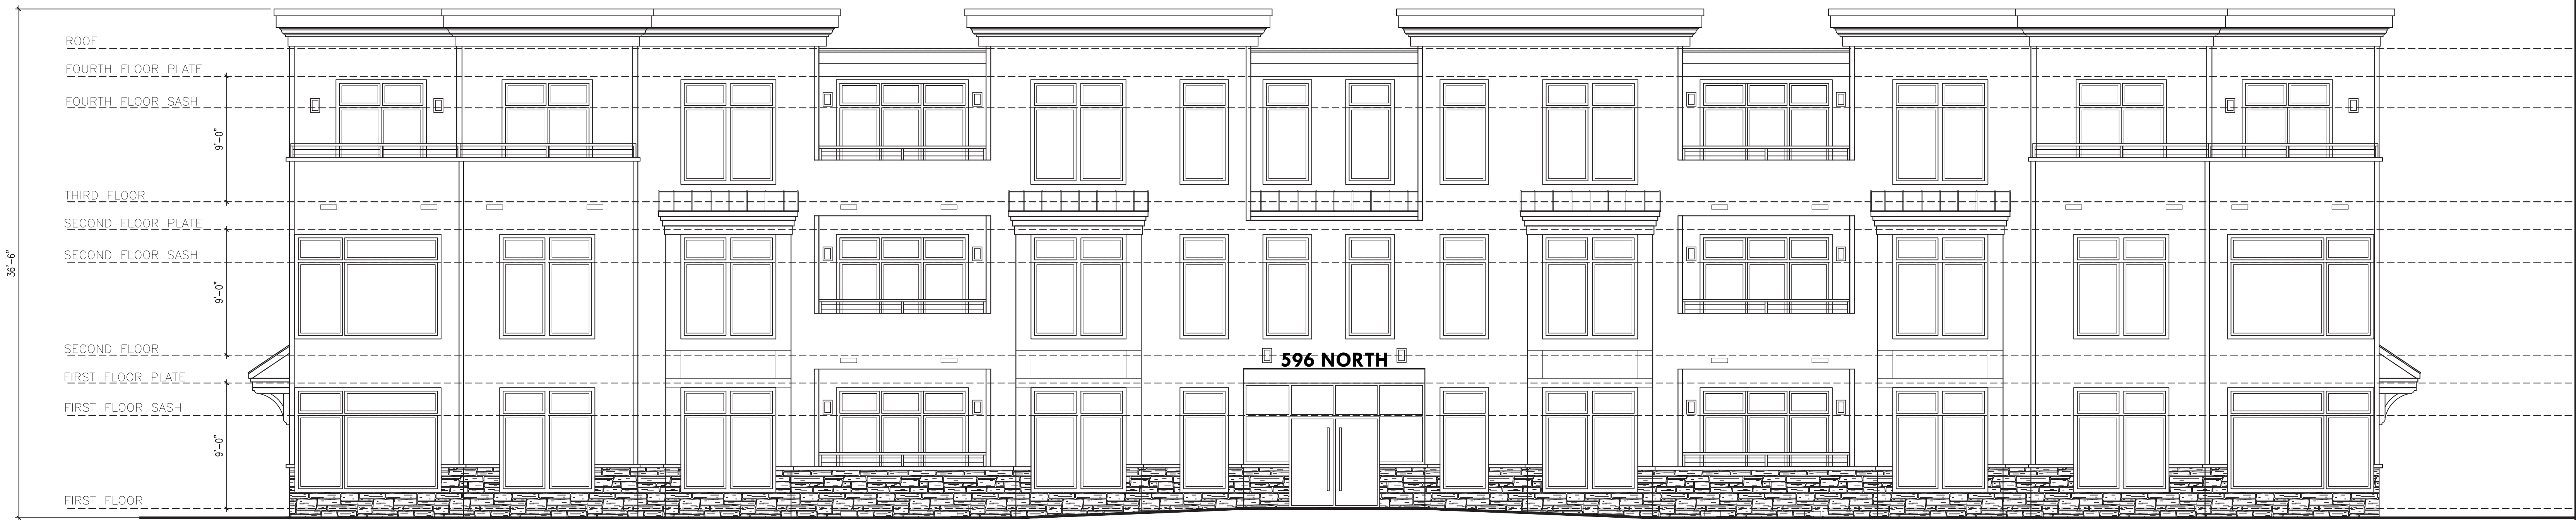 ROOF
FOURTH FLOOR PLATE
FOURTH FLOOR SASH
9'-0"
THIRD FLOOR
SECOND FLOOR PLATE
SECOND FLOOR SASH
36'-6"
9'-0"
SECOND FLOOR
596 NORTH
FIRST FLOOR PLATE
FIRST FLOOR SASH
9'-0"
FIRST FLOOR